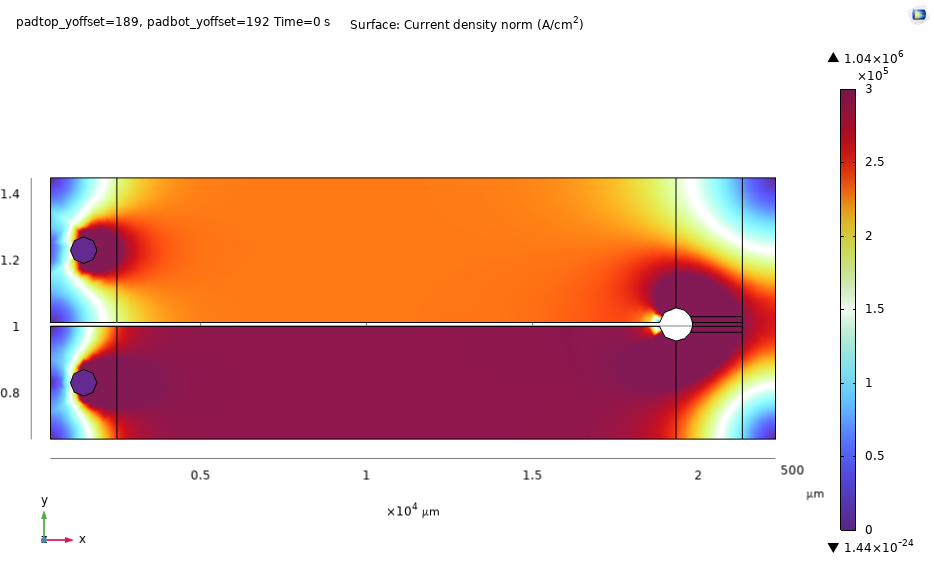 padtop_yoffset=189, padbot_yoffset=192 Time=0 s Surface: Current density norm (A/cm²)
▲ 1.04×10⁶
×10⁵
3
2.5
2
1.5
1
0.5
0
▼ 1.44×10⁻²⁴
1.4
1.2
1
0.8
0.5 1 1.5 2 500
µm
×10⁴ µm
y
z x